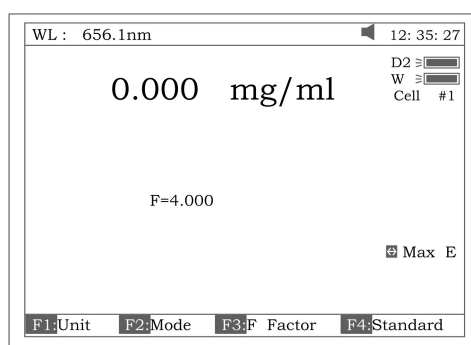 WL : 656.1nm 12: 35: 27
D2
W
Cell #1
0.000 mg/ml
F=4.000
Max E
F1:Unit F2:Mode F3:F Factor F4:Standard